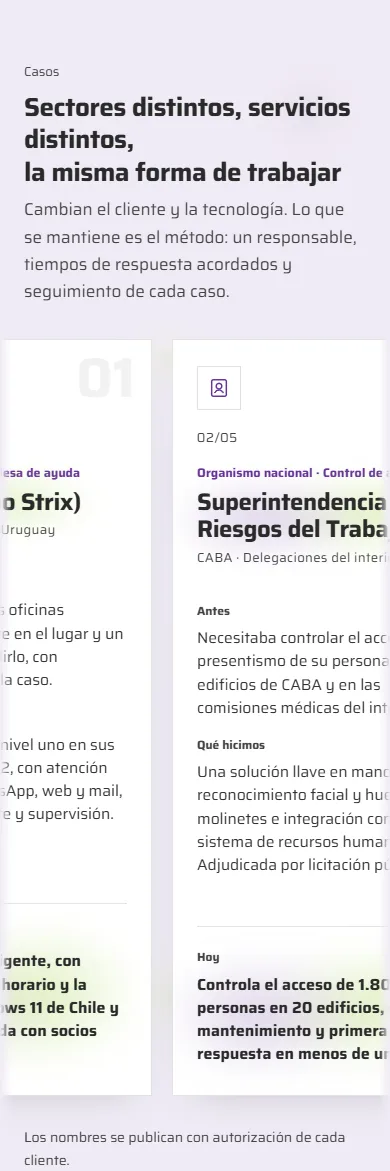 Casos
Sectores distintos, servicios
distintos,
la misma forma de trabajar
Cambian el cliente y la tecnología. Lo que
se mantiene es el método: un responsable,
tiempos de respuesta acordados y
seguimiento de cada caso.
01
esa de ayuda
o Strix)
Uruguay
oficinas
e en el lugar y un
irlo, con
la caso.
nivel uno en sus
2, con atención
sApp, web y mail,
e y supervisión.
gente, con
horario y la
ows 11 de Chile y
da con socios
02/05
Organismo nacional · Control de
Superintendencia
Riesgos del Traba
CABA · Delegaciones del interi
Antes
Necesitaba controlar el acc
presentismo de su persona
edificios de CABA y en las
comisiones médicas del int
Qué hicimos
Una solución llave en mano
reconocimiento facial y hue
molinetes e integración con
sistema de recursos human
Adjudicada por licitación pú
Hoy
Controla el acceso de 1.80
personas en 20 edificios,
mantenimiento y primera
respuesta en menos de un
Los nombres se publican con autorización de cada
cliente.